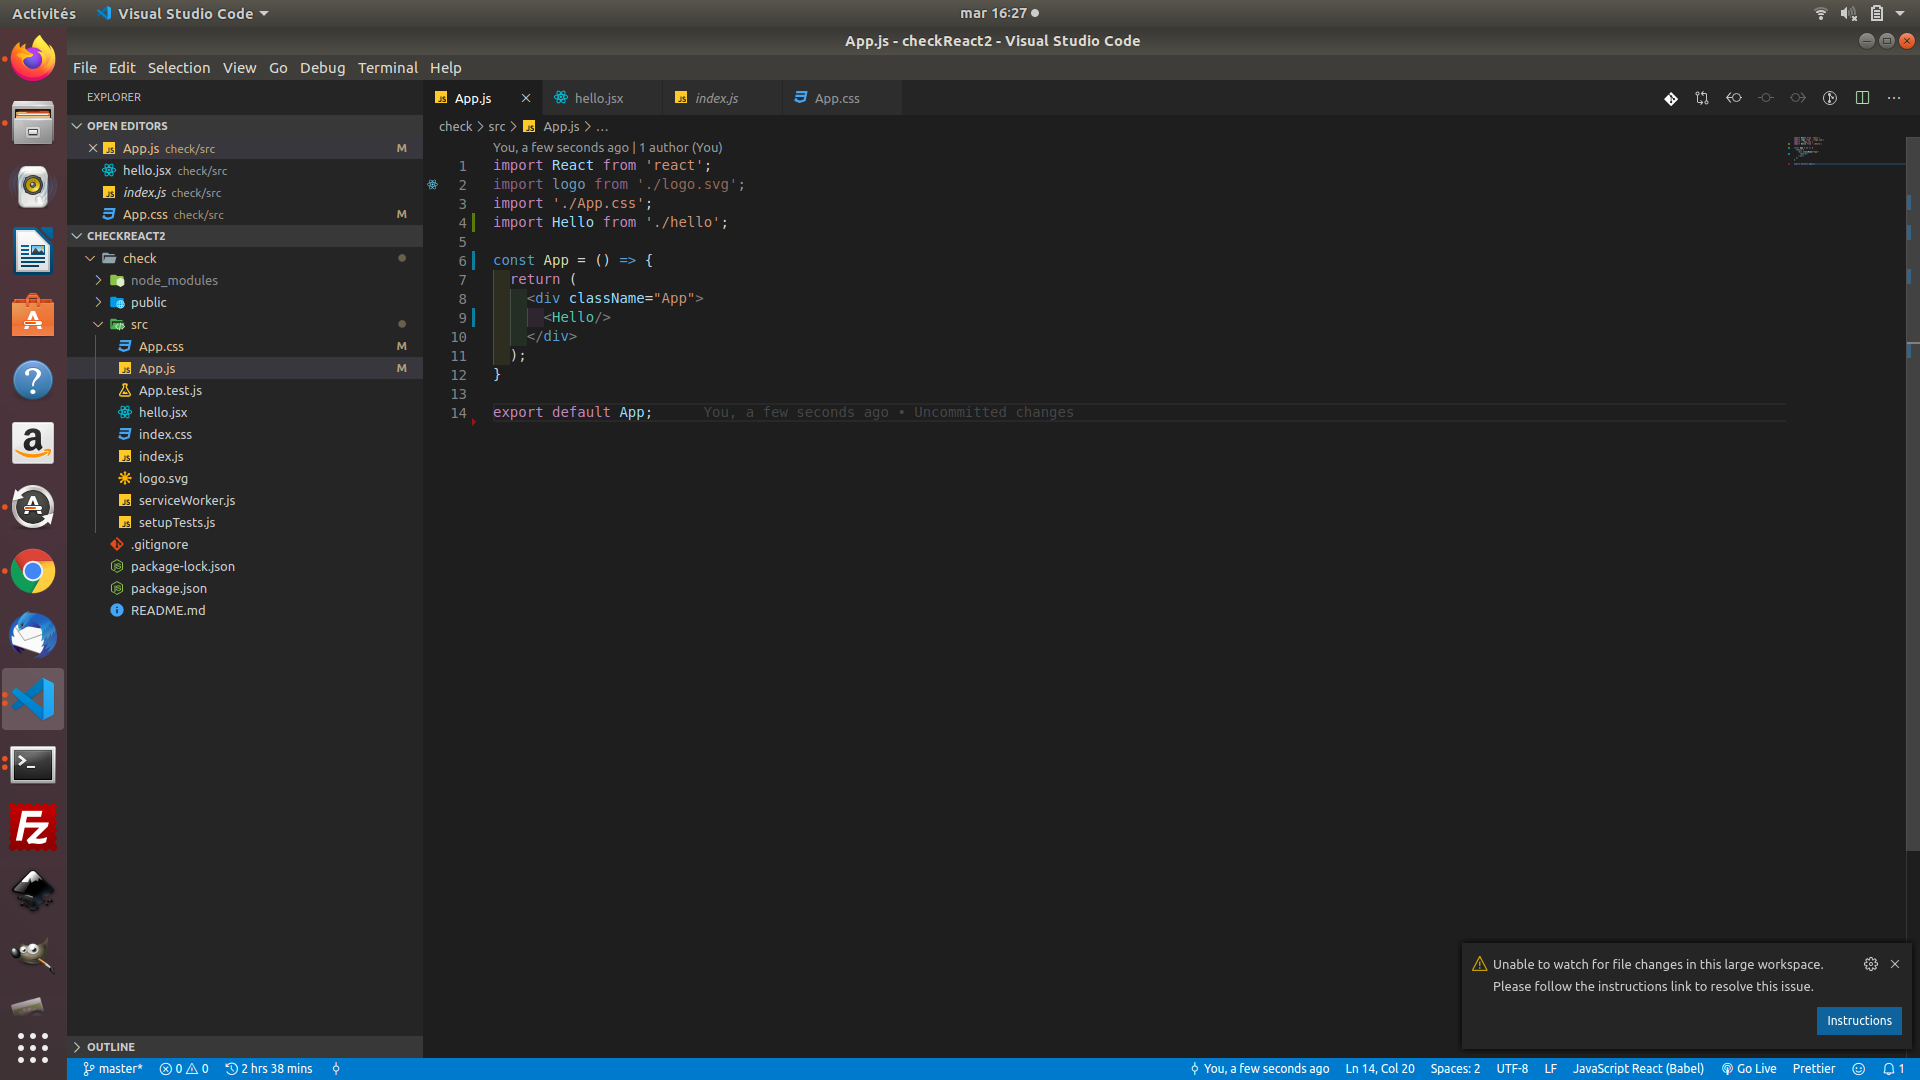 Activités
Visual Studio Code
mar 16:27
App.js - checkReact2 - Visual Studio Code
File Edit Selection View Go Debug Terminal Help
EXPLORER
OPEN EDITORS
App.js check/src M
hello.jsx check/src
index.js check/src
App.css check/src M
CHECKREACT2
check
node_modules
public
src
App.css M
App.js M
App.test.js
hello.jsx
index.css
index.js
logo.svg
serviceWorker.js
setupTests.js
.gitignore
package-lock.json
package.json
README.md
OUTLINE
App.js hello.jsx index.js App.css
check > src > App.js > ...
You, a few seconds ago | 1 author (You)
1 import React from 'react';
2 import logo from './logo.svg';
3 import './App.css';
4 import Hello from './hello';
5
6 const App = () => {
7 return (
8 <div className="App">
9 <Hello/>
10 </div>
11 );
12 }
13
14 export default App; You, a few seconds ago • Uncommitted changes
Unable to watch for file changes in this large workspace.
Please follow the instructions link to resolve this issue.
Instructions
master* 0 0 2 hrs 38 mins You, a few seconds ago Ln 14, Col 20 Spaces: 2 UTF-8 LF JavaScript React (Babel) Go Live Prettier 1